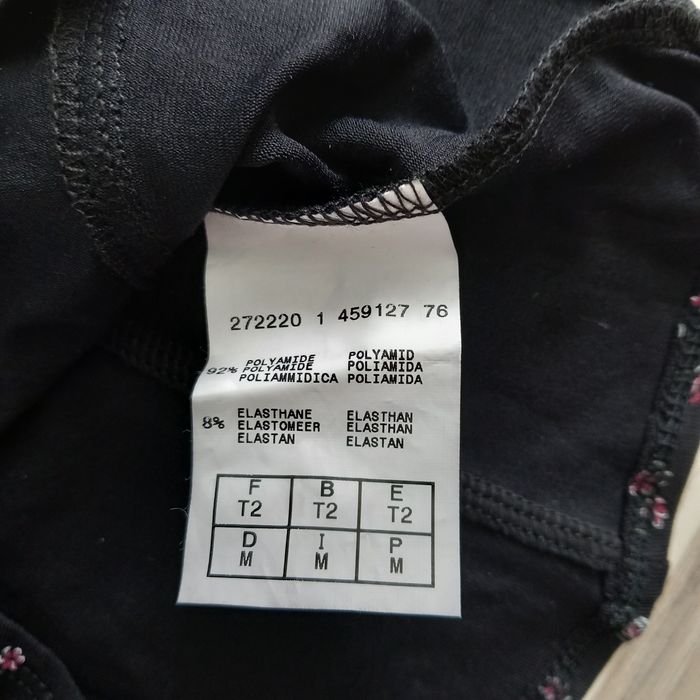 272220 1 459127 76
POLYAMIDE POLYAMID
92% POLYAMIDE POLIAMIDA
POLIAMMIDICA POLIAMIDA
ELASTHANE ELASTHAN
8% ELASTOMEER ELASTHAN
ELASTAN ELASTAN
F B E
T2 T2 T2
D I P
M M M